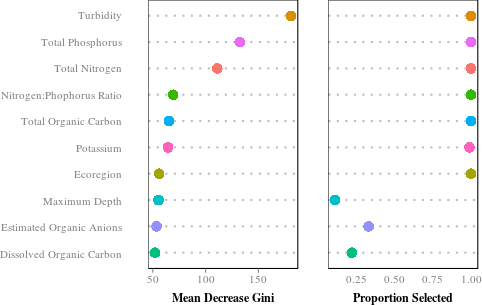 Turbidity
Total Phosphorus
Total Nitrogen
Nitrogen:Phophorus Ratio
Total Organic Carbon
Potassium
Ecoregion
Maximum Depth
Estimated Organic Anions
Dissolved Organic Carbon
50 100 150 0.25 0.50 0.75 1.00
Mean Decrease Gini Proportion Selected